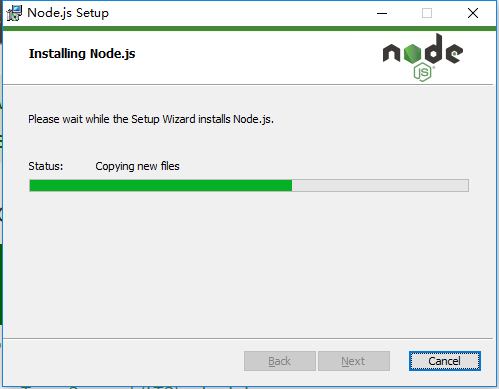 Node.js Setup
Installing Node.js
node
JS
Please wait while the Setup Wizard installs Node.js.
Status: Copying new files
Back Next Cancel